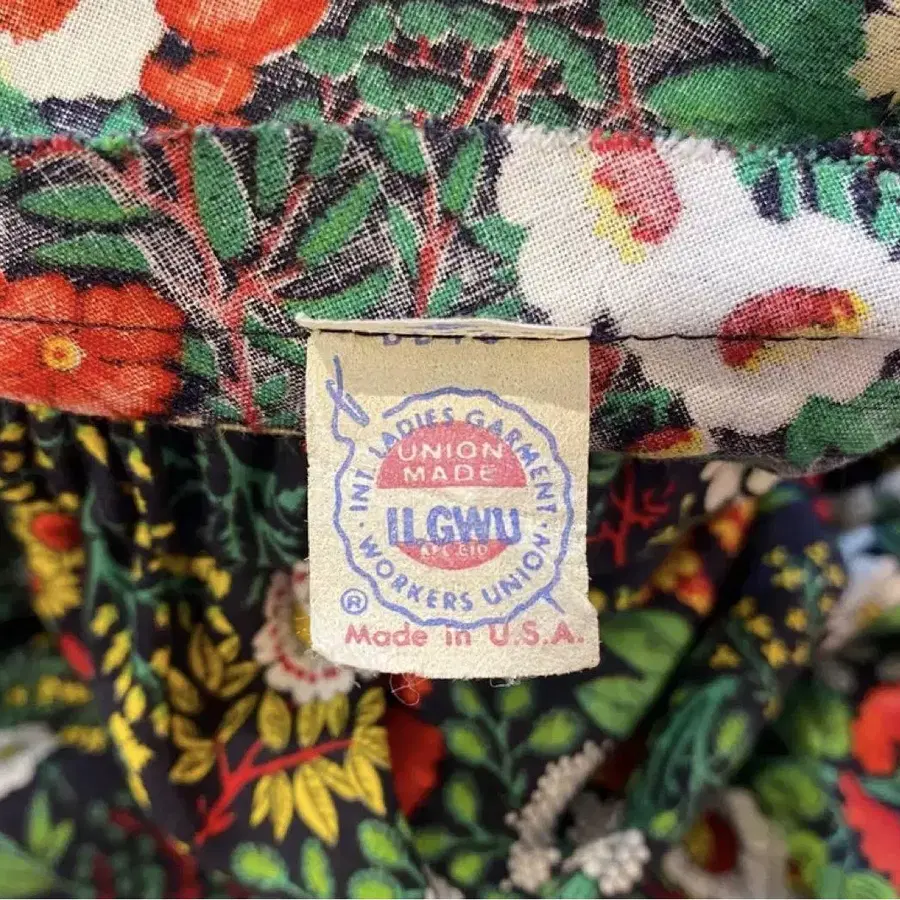 INT. LADIES GARMENT
UNION
MADE
ILGWU
AFL-CIO
WORKERS UNION
®
Made in U.S.A.